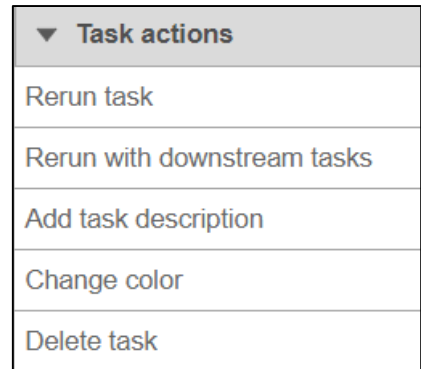 Task actions
Rerun task
Rerun with downstream tasks
Add task description
Change color
Delete task